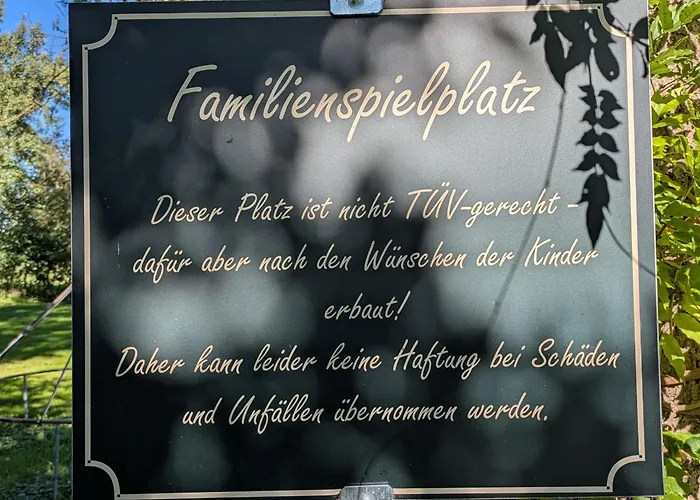 Familienspielplatz
Dieser Platz ist nicht TÜV-gerecht -
dafür aber nach den Wünschen der Kinder
erbaut!
Daher kann leider keine Haftung bei Schäden
und Unfällen übernommen werden.